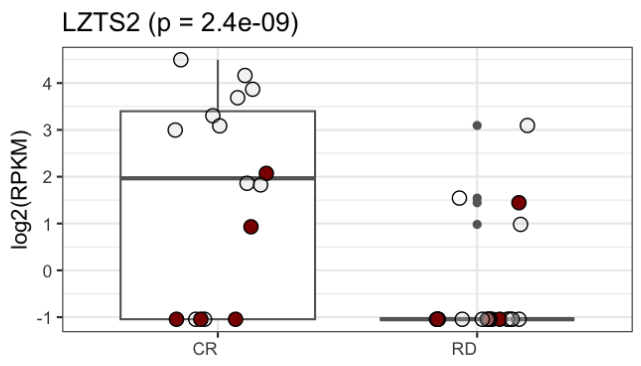 LZTS2 (p = 2.4e-09)
log2(RPKM)
4
3
2
1
0
-1
CR
RD